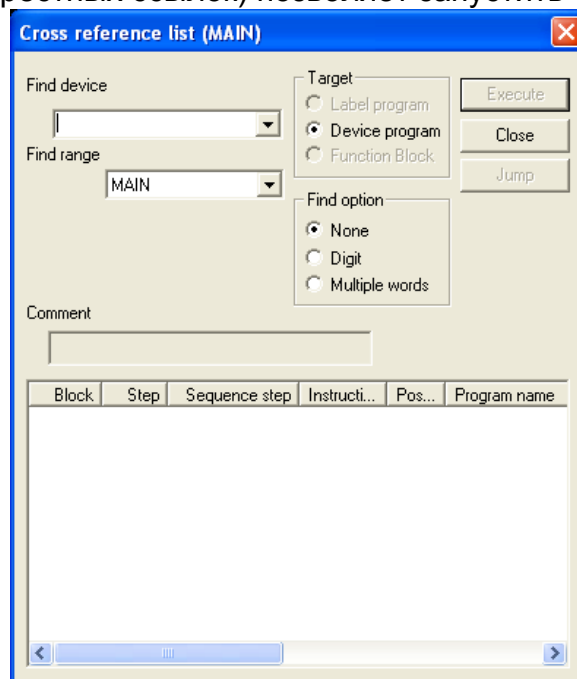 Cross reference list (MAIN)
Find device
Find range
MAIN
Target
Label program
Device program
Function Block
Find option
None
Digit
Multiple words
Execute
Close
Jump
Comment
Block Step Sequence step Instructi... Pos... Program name